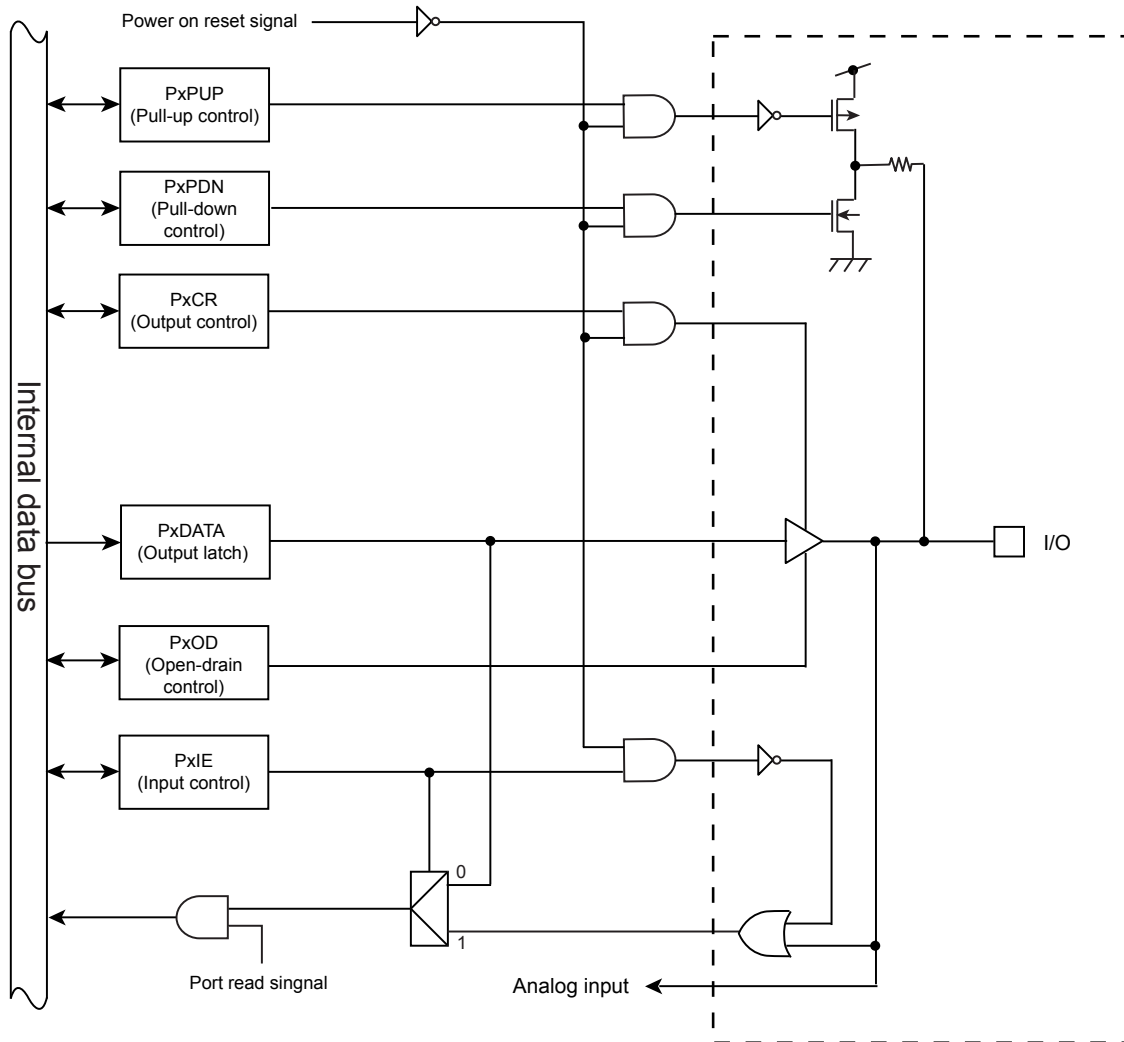 Power on reset signal
PxPUP
(Pull-up control)
PxPDN
(Pull-down
control)
PxCR
(Output control)
Internal data bus
PxDATA
(Output latch)
I/O
PxOD
(Open-drain
control)
PxIE
(Input control)
0
1
Port read singnal
Analog input